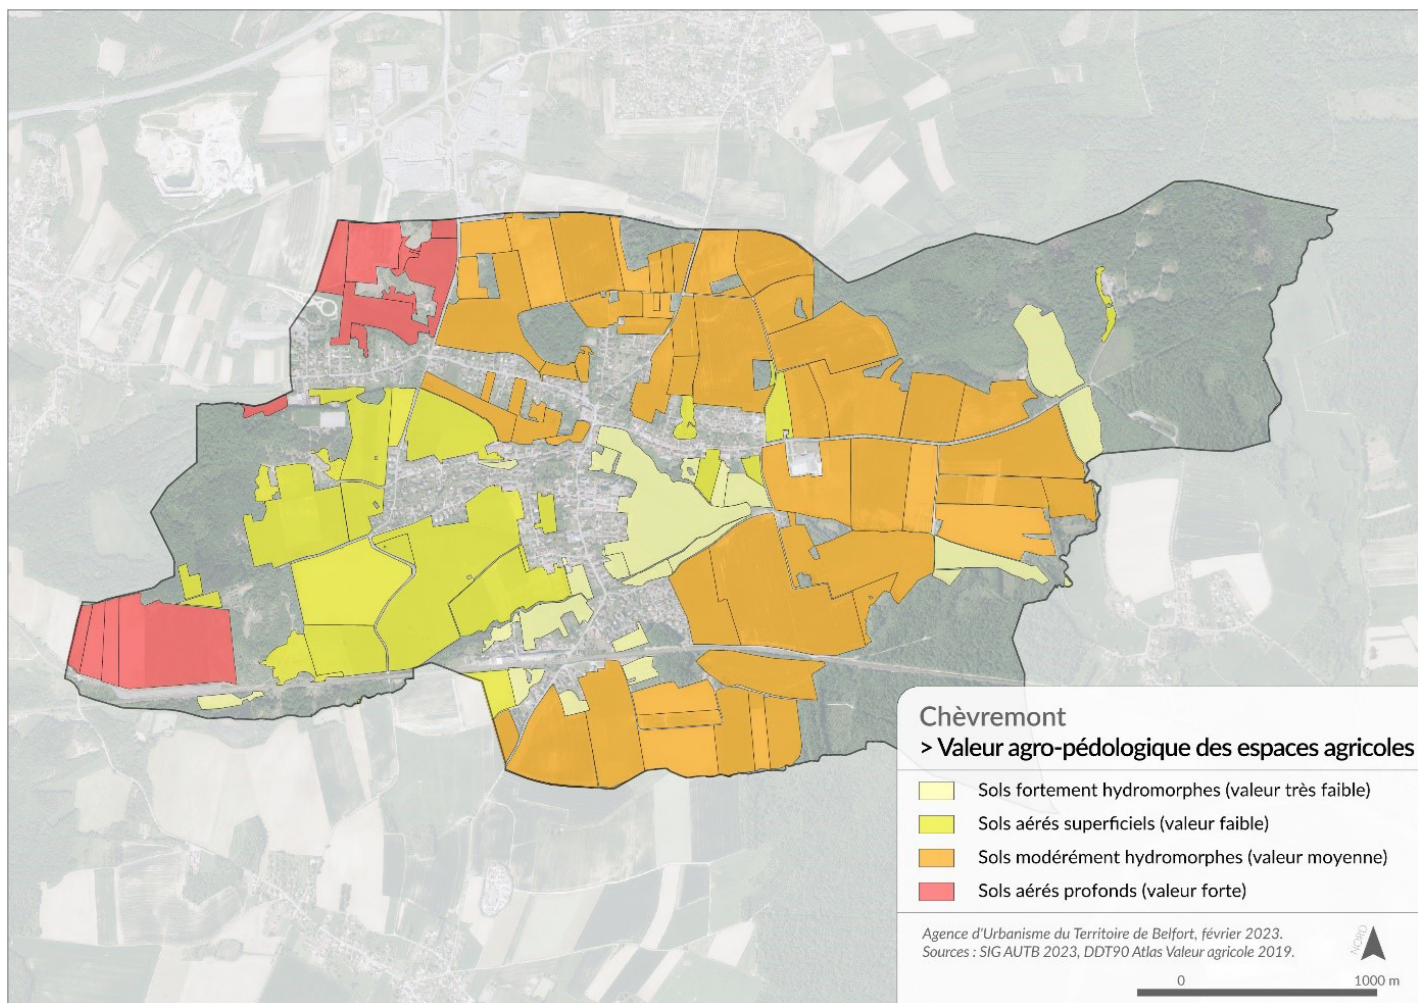 Chèvremont
> Valeur agro-pédologique des espaces agricoles
Sols fortement hydromorphes (valeur très faible)
Sols aérés superficiels (valeur faible)
Sols modérément hydromorphes (valeur moyenne)
Sols aérés profonds (valeur forte)
Agence d'Urbanisme du Territoire de Belfort, février 2023.
Sources : SIG AUTB 2023, DDT90 Atlas Valeur agricole 2019.
NORD
0 1000 m